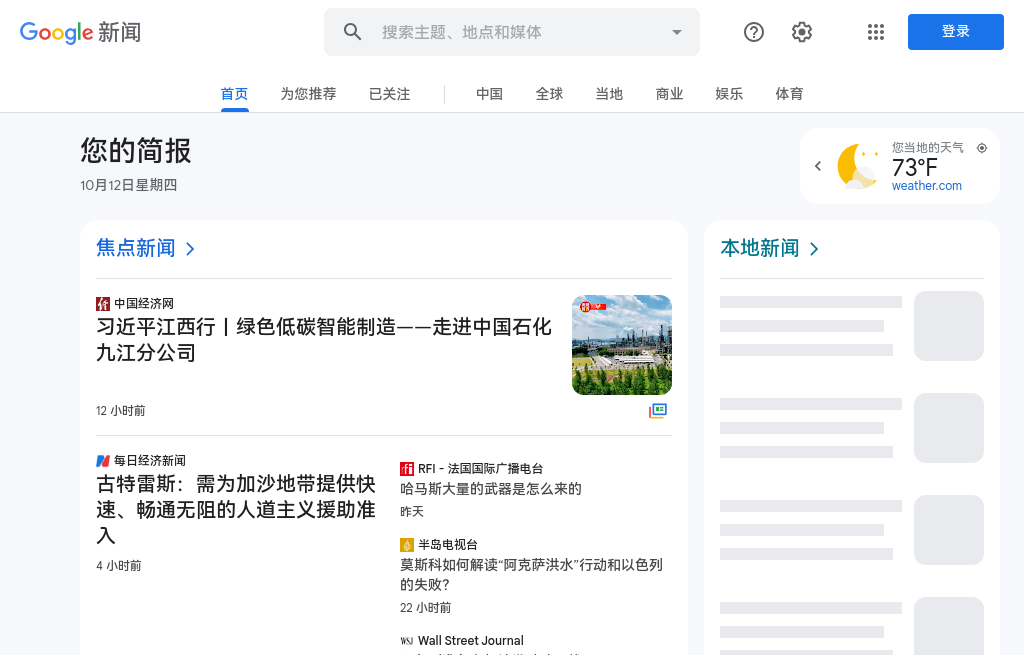 Google 新闻
搜索主题、地点和媒体
登录
首页
为您推荐
已关注
中国
全球
当地
商业
娱乐
体育
您的简报
10月12日星期四
您当地的天气
73°F
weather.com
焦点新闻
中国经济网
习近平江西行丨绿色低碳智能制造——走进中国石化
九江分公司
12 小时前
每日经济新闻
古特雷斯：需为加沙地带提供快
速、畅通无阻的人道主义援助准
入
4 小时前
RFI - 法国国际广播电台
哈马斯大量的武器是怎么来的
昨天
半岛电视台
莫斯科如何解读“阿克萨洪水”行动和以色列
的失败？
22 小时前
WSJ Wall Street Journal
本地新闻